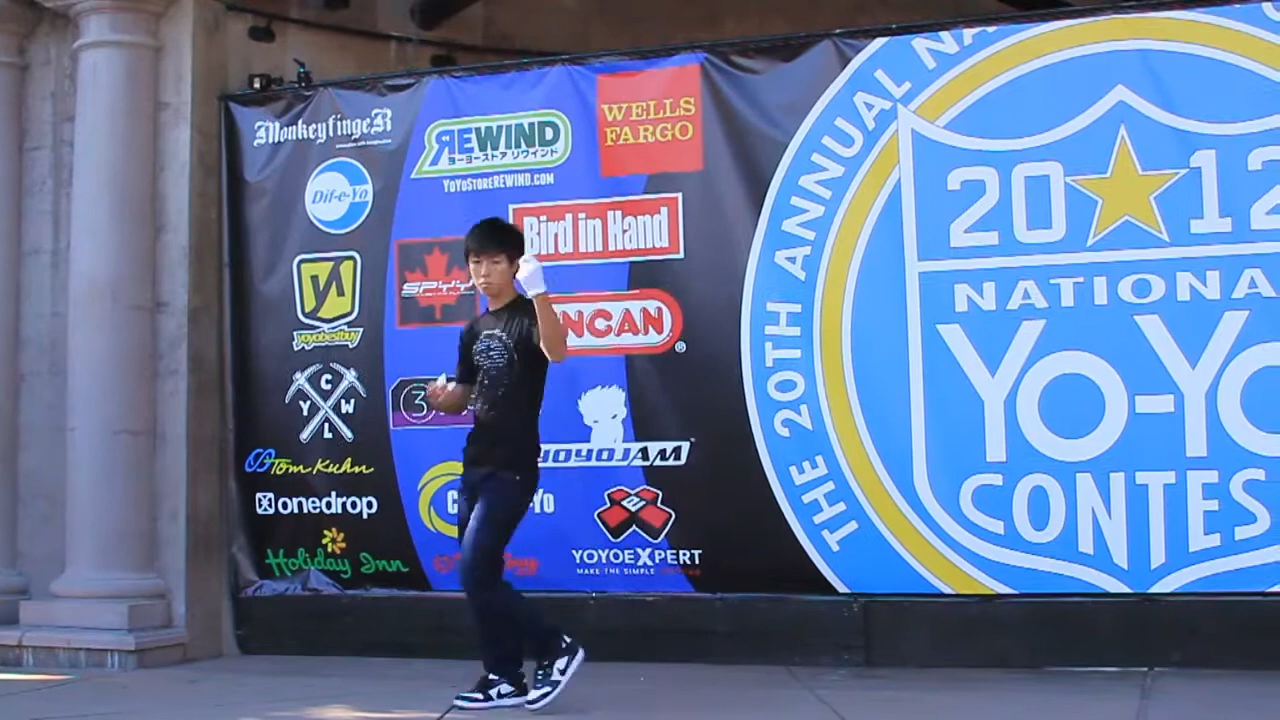 MonkeyfingeR
Dif-e-Yo
yoyobestbuy
C
Y W
L
Tom Kuhn
onedrop
Holiday Inn
REWIND
ヨーヨーストア リワインド
YOYOSTOREREWIND.COM
WELLS
FARGO
Bird in Hand
SPYY
NCAN
®
3
YOYOJAM
C
-Yo
YOYOEXPERT
MAKE THE SIMPLE
THE 20TH ANNUAL NA
20 12
NATIONA
YO-YO
CONTES